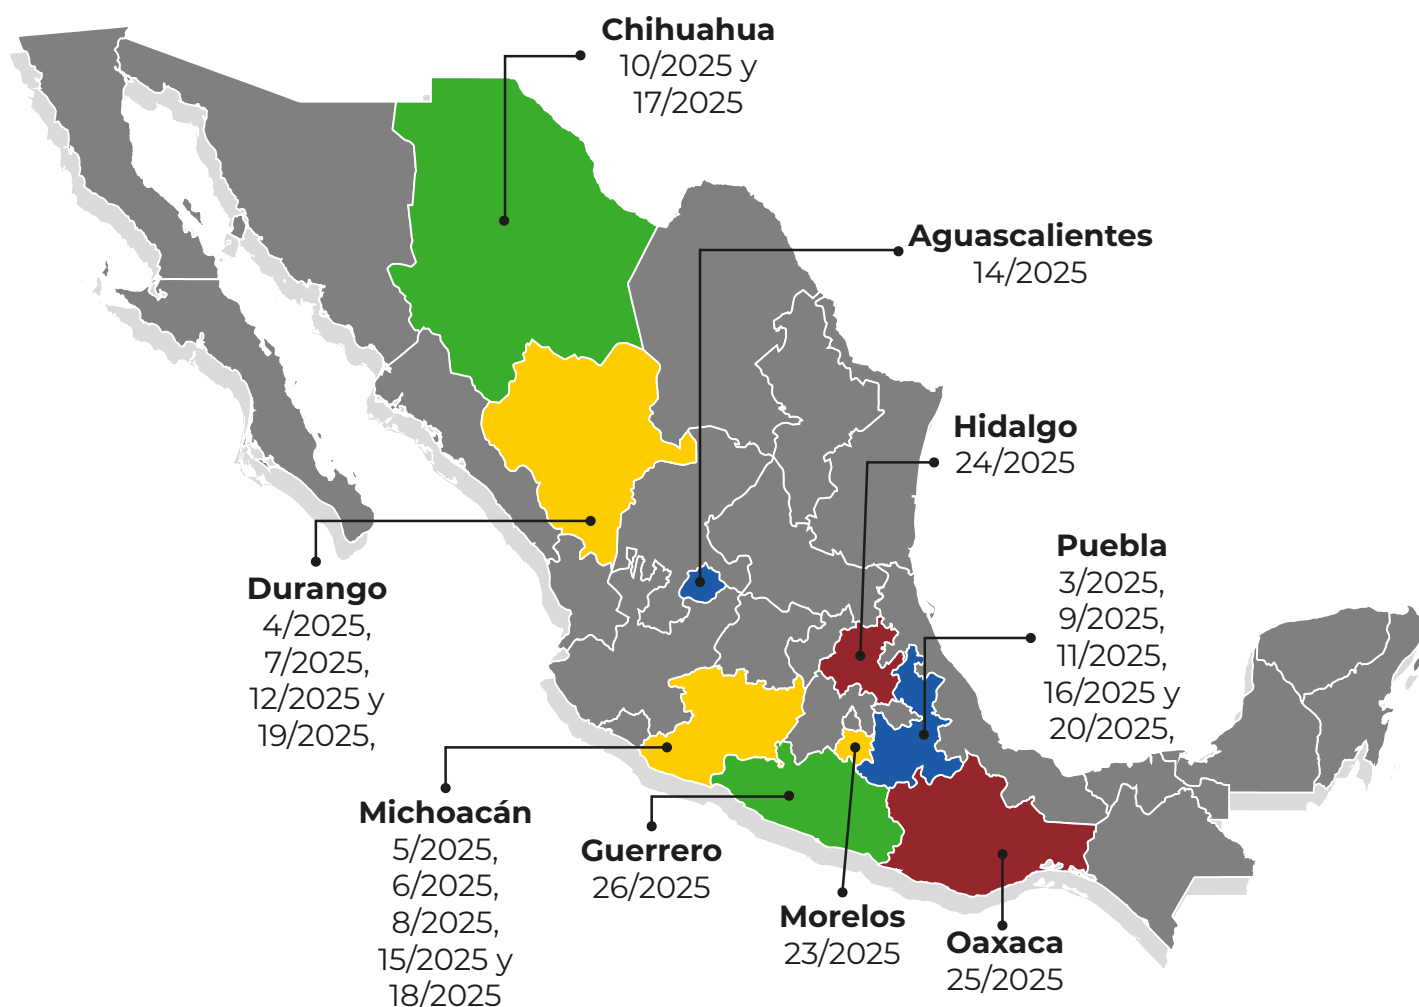 Chihuahua
10/2025 y
17/2025
Aguascalientes
14/2025
Hidalgo
24/2025
Puebla
3/2025,
9/2025,
11/2025,
16/2025 y
20/2025,
Durango
4/2025,
7/2025,
12/2025 y
19/2025,
Michoacán
5/2025,
6/2025,
8/2025,
15/2025 y
18/2025
Guerrero
26/2025
Morelos
23/2025
Oaxaca
25/2025